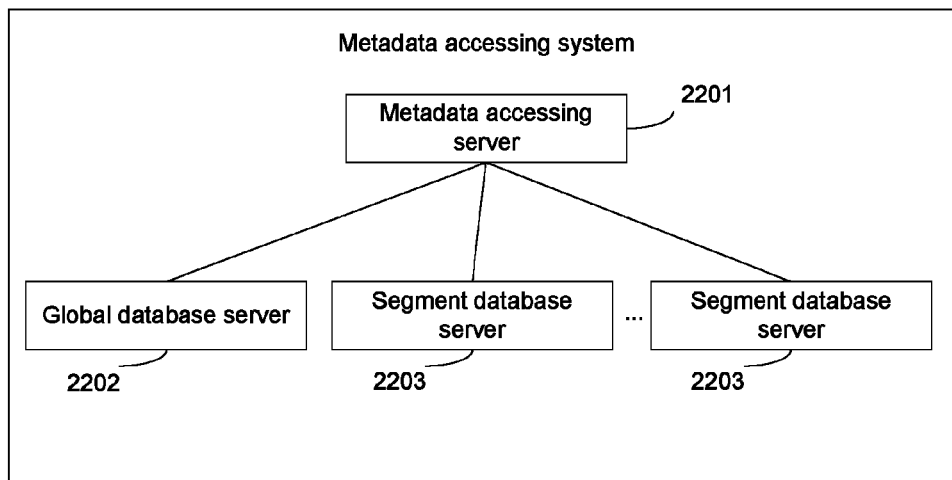 Metadata accessing system
2201
Metadata accessing
server
Global database server
Segment database
server
...
Segment database
server
2202
2203
2203